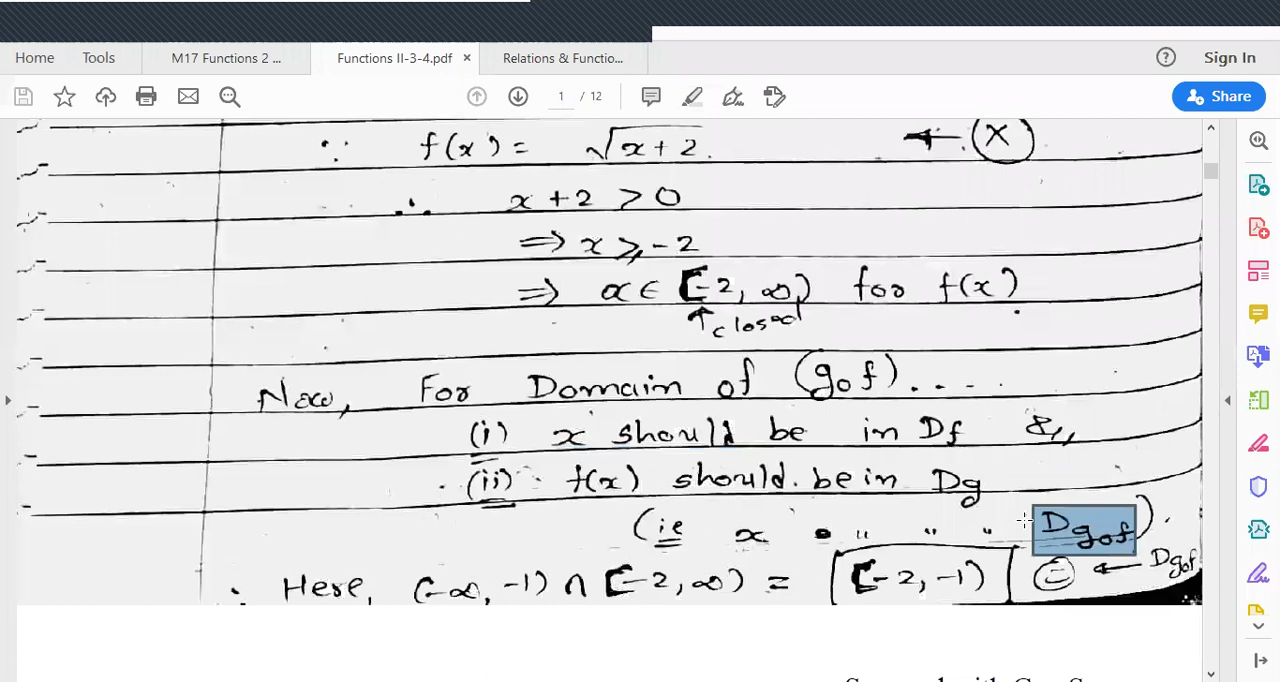 Home Tools M17 Functions 2 ... Functions II-3-4.pdf × Relations & Functio... ? Sign In
1 / 12 Share
∵ f(x) = √x+2. ← (X)
∴ x + 2 > 0
⇒ x ⩾ -2
⇒ x ∈ [-2, ∞) for f(x).
↑ closed
Now, For Domain of (gof)....
(i) x should be in Df &,,
(ii) f(x) should be in Dg
(ie x " " " Dgof).
∴ Here, (-∞, -1) ∩ [-2, ∞) = [-2, -1) ← Dgof